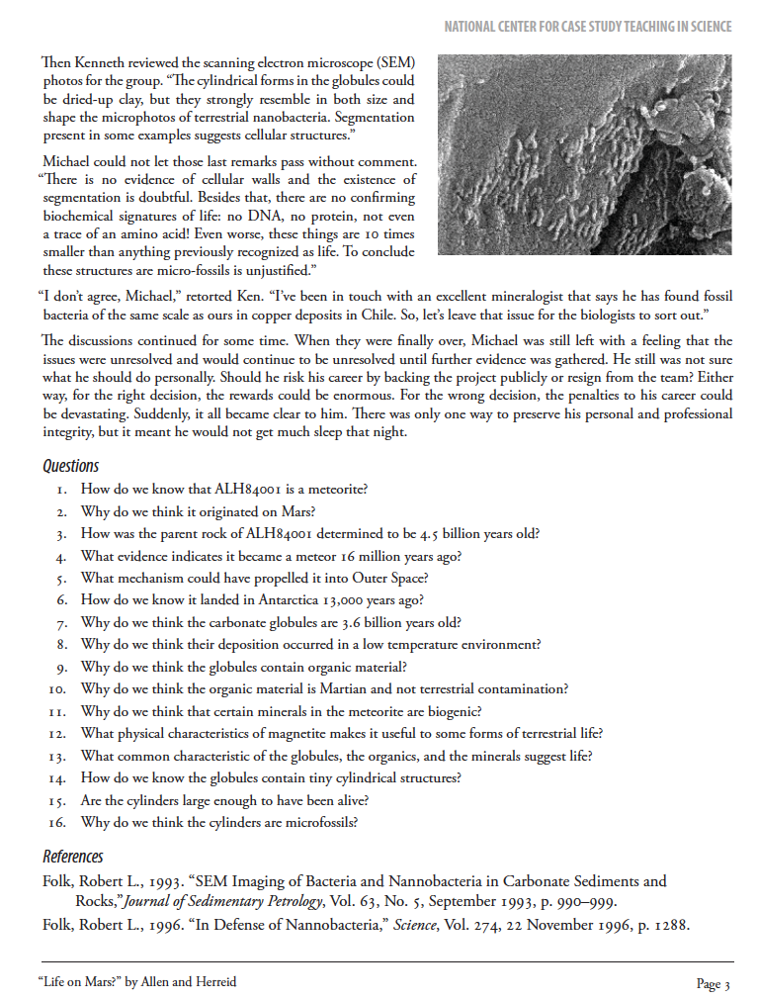 NATIONAL CENTER FOR CASE STUDY TEACHING IN SCIENCE
Then Kenneth reviewed the scanning electron microscope (SEM)
photos for the group. “The cylindrical forms in the globules could
be dried-up clay, but they strongly resemble in both size and
shape the microphotos of terrestrial nanobacteria. Segmentation
present in some examples suggests cellular structures.”
Michael could not let those last remarks pass without comment.
“There is no evidence of cellular walls and the existence of
segmentation is doubtful. Besides that, there are no confirming
biochemical signatures of life: no DNA, no protein, not even
a trace of an amino acid! Even worse, these things are 10 times
smaller than anything previously recognized as life. To conclude
these structures are micro-fossils is unjustified.”
“I don’t agree, Michael,” retorted Ken. “I’ve been in touch with an excellent mineralogist that says he has found fossil
bacteria of the same scale as ours in copper deposits in Chile. So, let’s leave that issue for the biologists to sort out.”
The discussions continued for some time. When they were finally over, Michael was still left with a feeling that the
issues were unresolved and would continue to be unresolved until further evidence was gathered. He still was not sure
what he should do personally. Should he risk his career by backing the project publicly or resign from the team? Either
way, for the right decision, the rewards could be enormous. For the wrong decision, the penalties to his career could
be devastating. Suddenly, it all became clear to him. There was only one way to preserve his personal and professional
integrity, but it meant he would not get much sleep that night.
Questions
1. How do we know that ALH84001 is a meteorite?
2. Why do we think it originated on Mars?
3. How was the parent rock of ALH84001 determined to be 4.5 billion years old?
4. What evidence indicates it became a meteor 16 million years ago?
5. What mechanism could have propelled it into Outer Space?
6. How do we know it landed in Antarctica 13,000 years ago?
7. Why do we think the carbonate globules are 3.6 billion years old?
8. Why do we think their deposition occurred in a low temperature environment?
9. Why do we think the globules contain organic material?
10. Why do we think the organic material is Martian and not terrestrial contamination?
11. Why do we think that certain minerals in the meteorite are biogenic?
12. What physical characteristics of magnetite makes it useful to some forms of terrestrial life?
13. What common characteristic of the globules, the organics, and the minerals suggest life?
14. How do we know the globules contain tiny cylindrical structures?
15. Are the cylinders large enough to have been alive?
16. Why do we think the cylinders are microfossils?
References
Folk, Robert L., 1993. “SEM Imaging of Bacteria and Nannobacteria in Carbonate Sediments and
Rocks,” Journal of Sedimentary Petrology, Vol. 63, No. 5, September 1993, p. 990–999.
Folk, Robert L., 1996. “In Defense of Nannobacteria,” Science, Vol. 274, 22 November 1996, p. 1288.
“Life on Mars?” by Allen and Herreid
Page 3